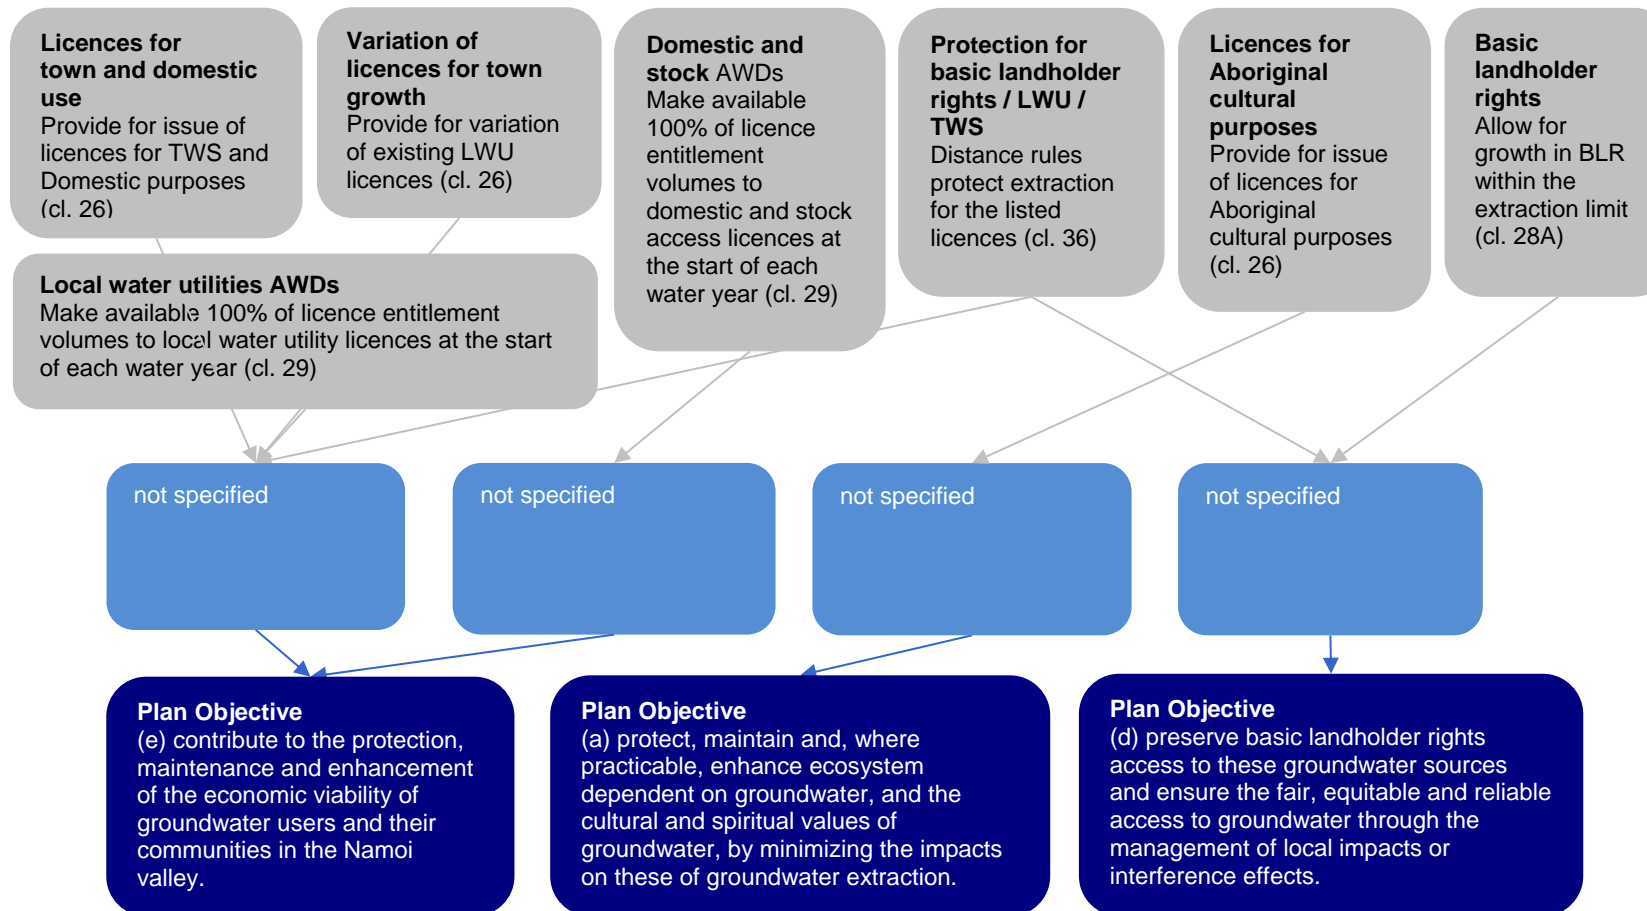 Licences for
town and domestic
use
Provide for issue of
licences for TWS and
Domestic purposes
(cl. 26)
Variation of
licences for town
growth
Provide for variation
of existing LWU
licences (cl. 26)
Domestic and
stock AWDs
Make available
100% of licence
entitlement
volumes to
domestic and stock
access licences at
the start of each
water year (cl. 29)
Protection for
basic landholder
rights / LWU /
TWS
Distance rules
protect extraction
for the listed
licences (cl. 36)
Licences for
Aboriginal
cultural
purposes
Provide for issue
of licences for
Aboriginal
cultural purposes
(cl. 26)
Basic
landholder
rights
Allow for
growth in BLR
within the
extraction limit
(cl. 28A)
Local water utilities AWDs
Make available 100% of licence entitlement
volumes to local water utility licences at the start
of each water year (cl. 29)
not specified
not specified
not specified
not specified
Plan Objective
(e) contribute to the protection,
maintenance and enhancement
of the economic viability of
groundwater users and their
communities in the Namoi
valley.
Plan Objective
(a) protect, maintain and, where
practicable, enhance ecosystem
dependent on groundwater, and the
cultural and spiritual values of
groundwater, by minimizing the impacts
on these of groundwater extraction.
Plan Objective
(d) preserve basic landholder rights
access to these groundwater sources
and ensure the fair, equitable and reliable
access to groundwater through the
management of local impacts or
interference effects.